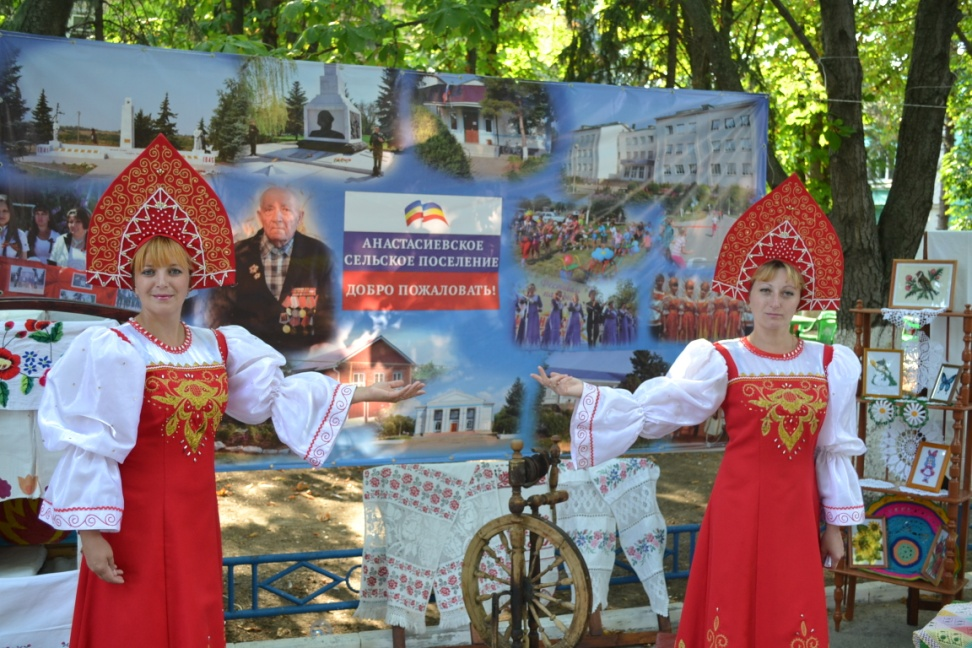 АНАСТАСИЕВСКОЕ
СЕЛЬСКОЕ ПОСЕЛЕНИЕ
ДОБРО ПОЖАЛОВАТЬ!